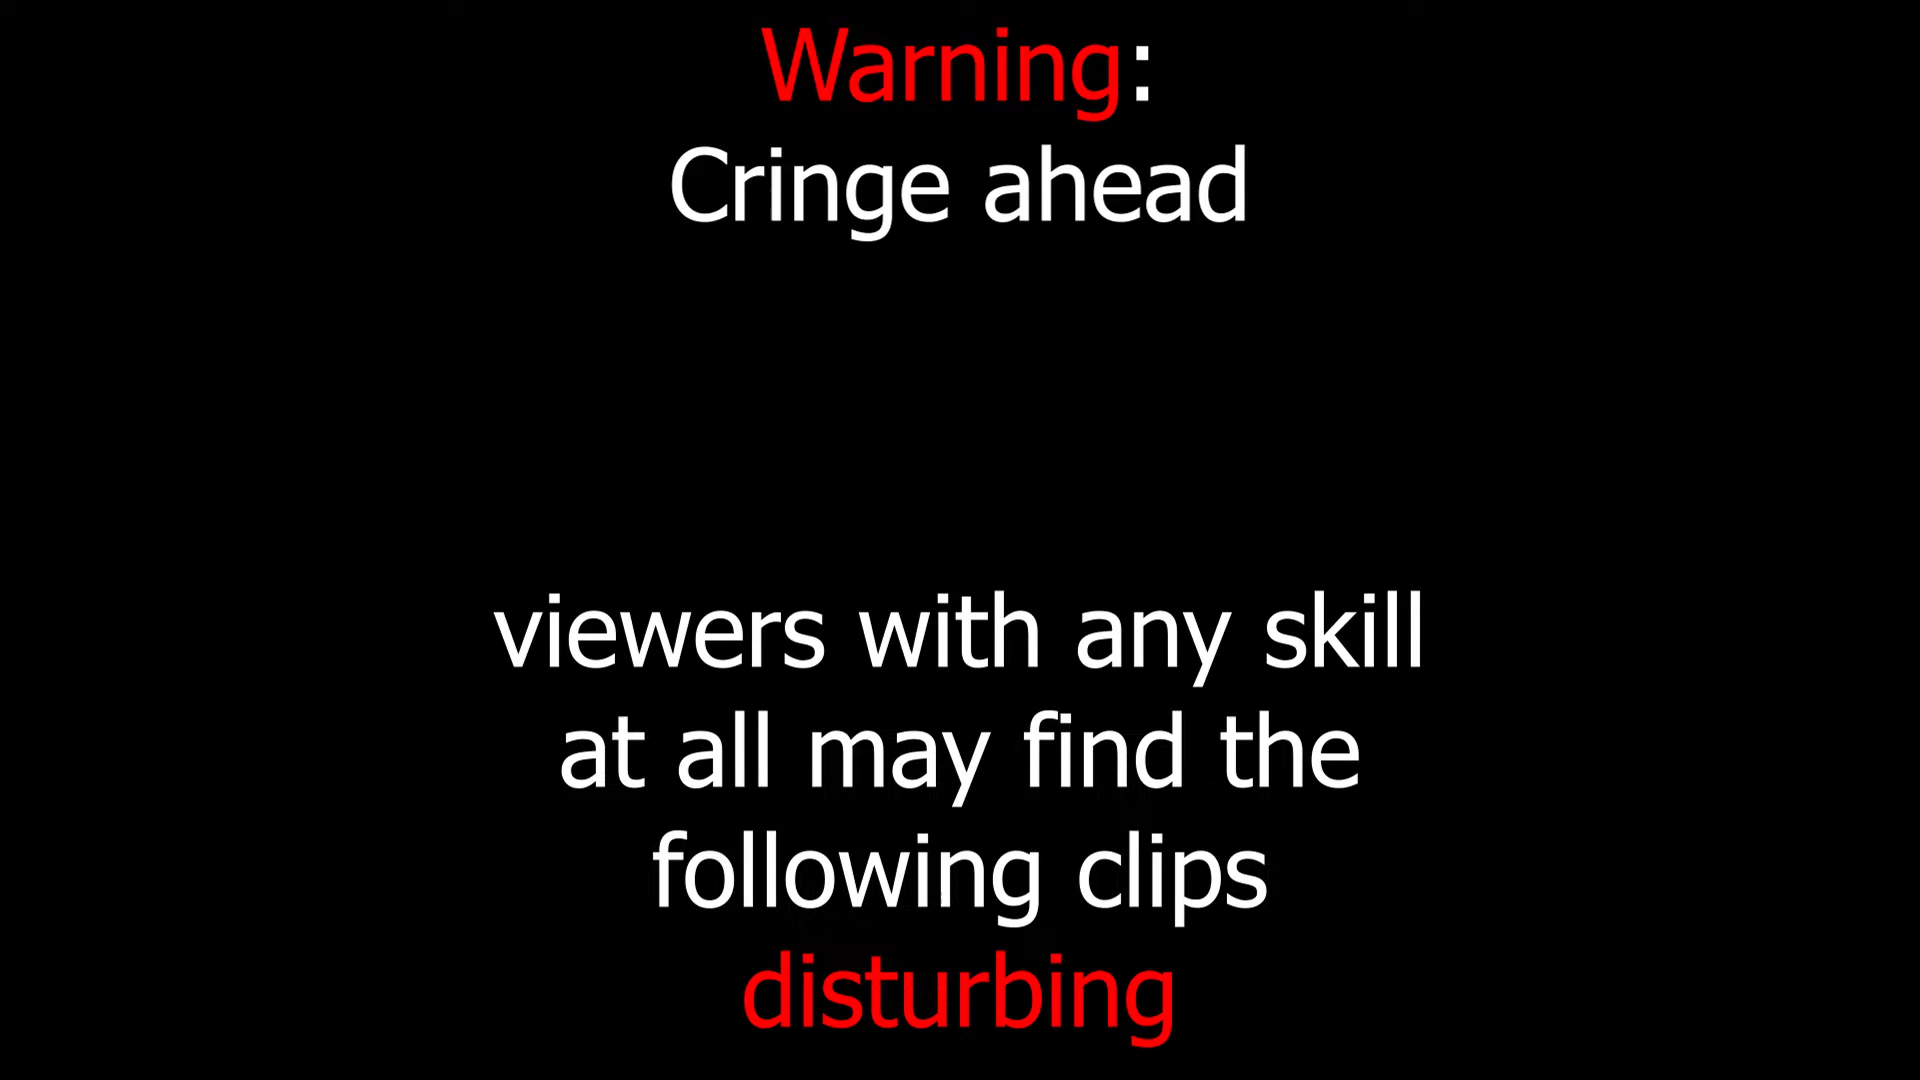 Warning:
Cringe ahead
viewers with any skill
at all may find the
following clips
disturbing